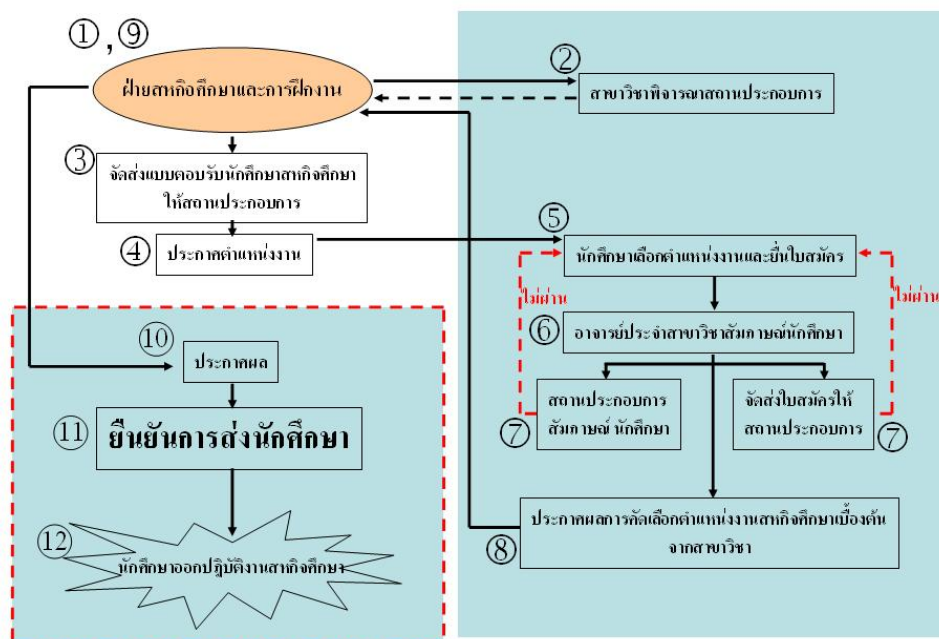 ① , ⑨
ฝ่ายสหกิจศึกษาและการฝึกงาน
②
สาขาวิชาพิจารณาสถานประกอบการ
③
จัดส่งแบบตอบรับนักศึกษาสหกิจศึกษา
ให้สถานประกอบการ
④
ประกาศตำแหน่งงาน
⑤
นักศึกษาเลือกตำแหน่งงานและยื่นใบสมัคร
ไม่ผ่าน
ไม่ผ่าน
⑥
อาจารย์ประจำสาขาวิชาสัมภาษณ์นักศึกษา
⑦
สถานประกอบการ
สัมภาษณ์ นักศึกษา
จัดส่งใบสมัครให้
สถานประกอบการ
⑦
ประกาศผลการคัดเลือกตำแหน่งงานสหกิจศึกษาเบื้องต้น
จากสาขาวิชา
⑧
⑩
ประกาศผล
⑪
ยืนยันการส่งนักศึกษา
⑫
นักศึกษาออกปฏิบัติงานสหกิจศึกษา